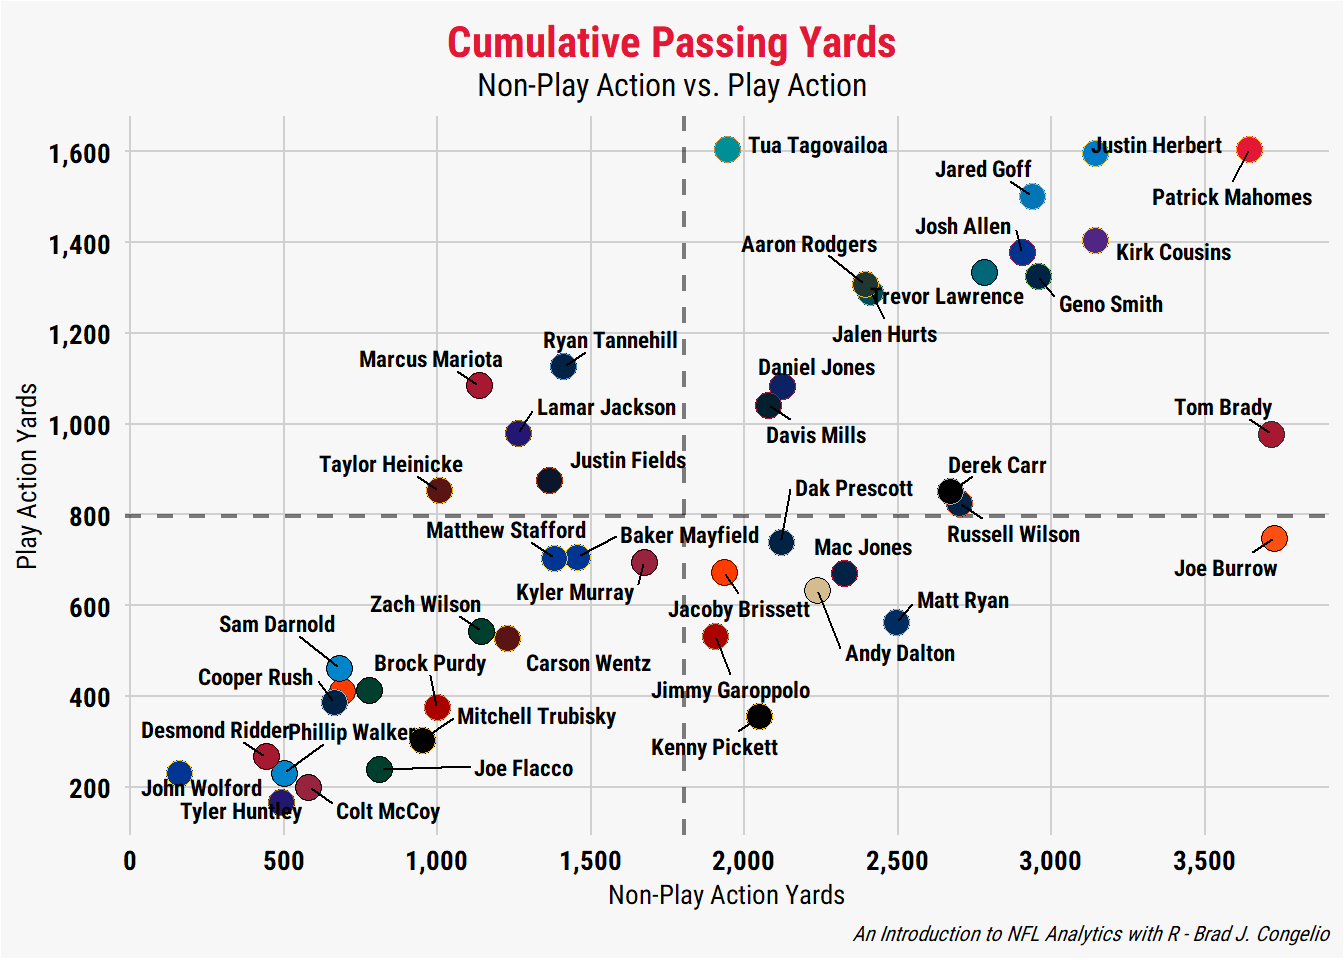 Cumulative Passing Yards
Non-Play Action vs. Play Action
1,600
1,400
1,200
1,000
800
600
400
200
Play Action Yards
Tua Tagovailoa
Justin Herbert
Jared Goff
Patrick Mahomes
Josh Allen
Aaron Rodgers
Kirk Cousins
Trevor Lawrence
Geno Smith
Jalen Hurts
Ryan Tannehill
Marcus Mariota
Daniel Jones
Lamar Jackson
Tom Brady
Davis Mills
Justin Fields
Taylor Heinicke
Derek Carr
Dak Prescott
Matthew Stafford
Baker Mayfield
Russell Wilson
Mac Jones
Joe Burrow
Kyler Murray
Zach Wilson
Jacoby Brissett
Matt Ryan
Sam Darnold
Andy Dalton
Brock Purdy
Carson Wentz
Cooper Rush
Jimmy Garoppolo
Mitchell Trubisky
Desmond Ridder
Phillip Walker
Kenny Pickett
Joe Flacco
John Wolford
Tyler Huntley
Colt McCoy
0
500
1,000
1,500
2,000
2,500
3,000
3,500
Non-Play Action Yards
An Introduction to NFL Analytics with R - Brad J. Congelio